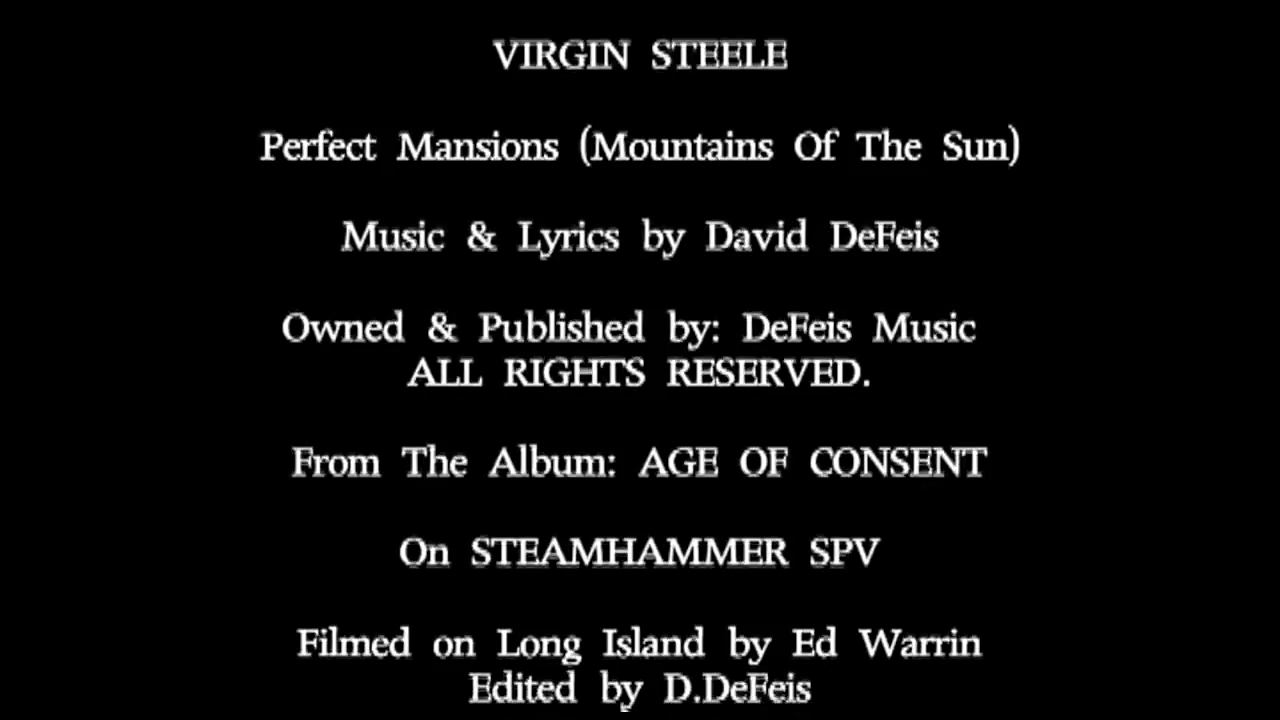 VIRGIN STEELE
Perfect Mansions (Mountains Of The Sun)
Music & Lyrics by David DeFeis
Owned & Published by: DeFeis Music
ALL RIGHTS RESERVED.
From The Album: AGE OF CONSENT
On STEAMHAMMER SPV
Filmed on Long Island by Ed Warrin
Edited by D.DeFeis